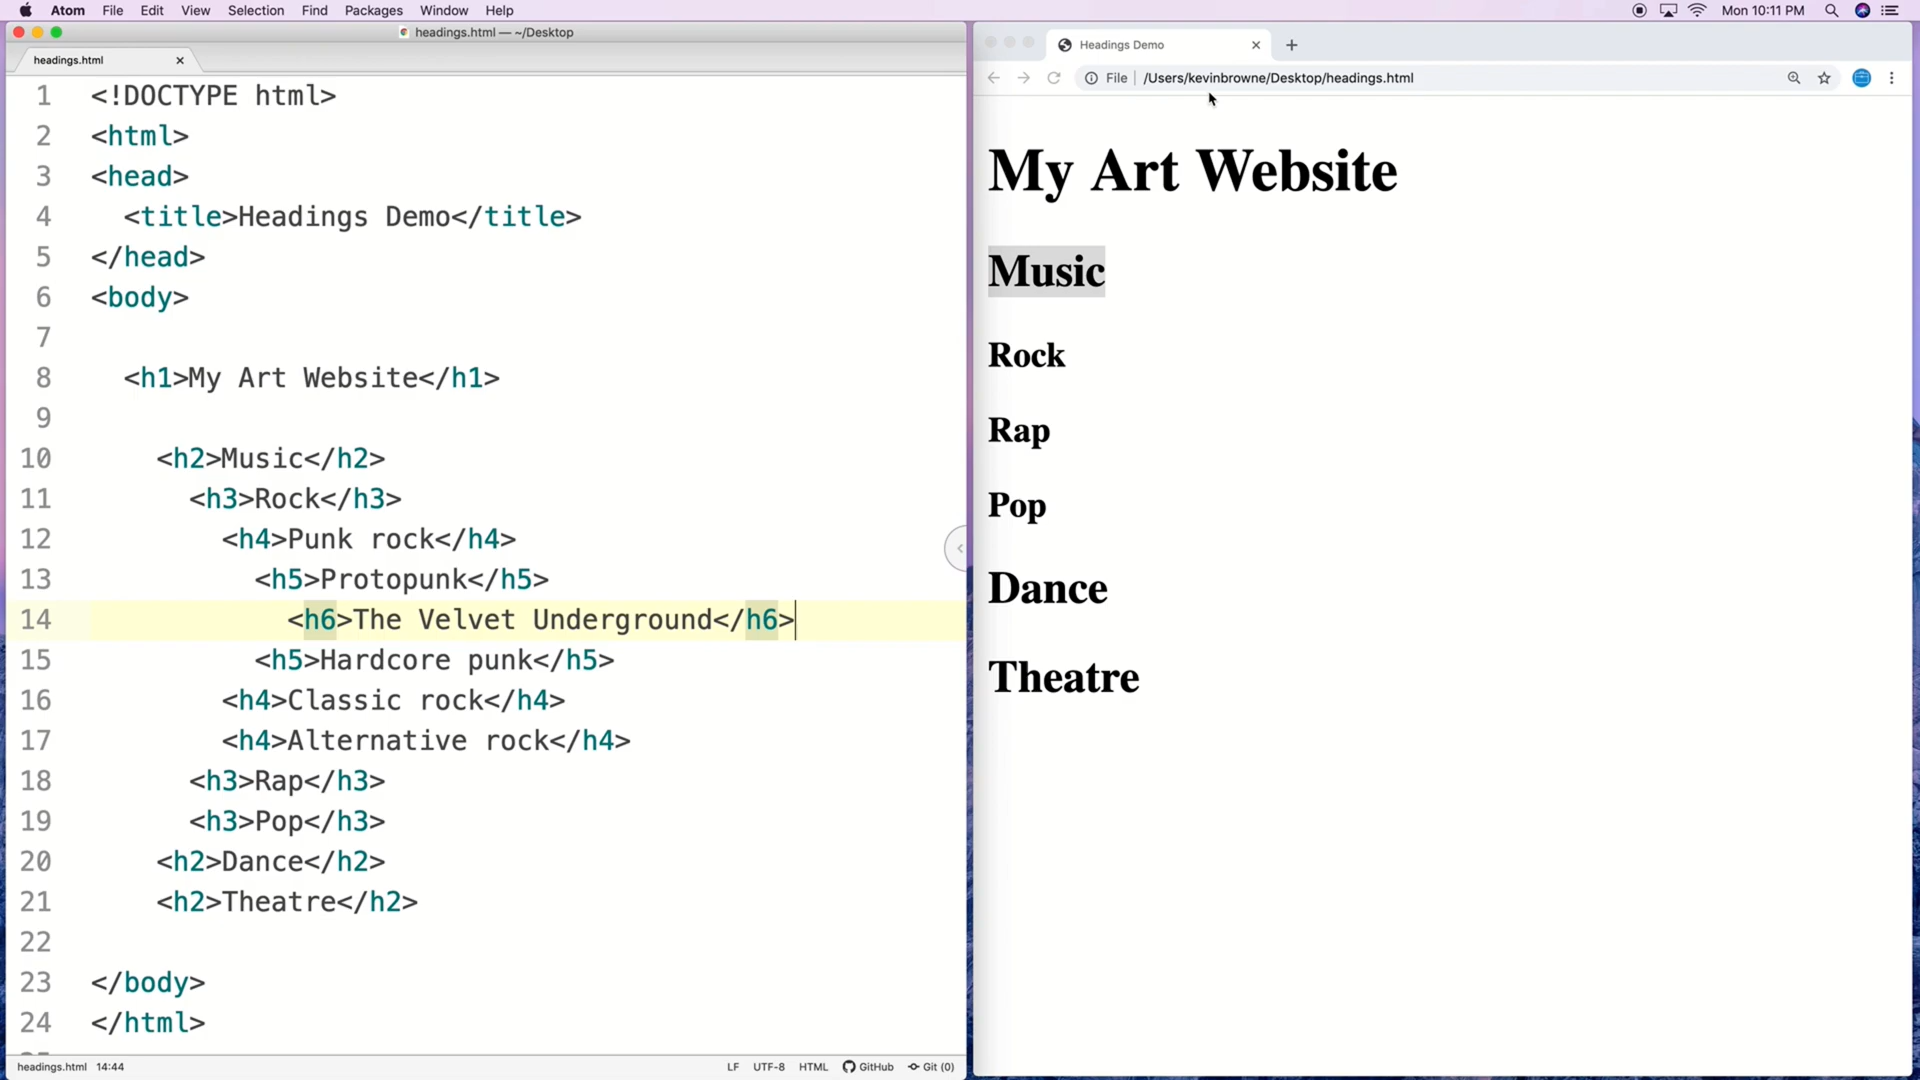 Atom File Edit View Selection Find Packages Window Help Mon 10:11 PM
headings.html — ~/Desktop
headings.html
1 <!DOCTYPE html>
2 <html>
3 <head>
4 <title>Headings Demo</title>
5 </head>
6 <body>
7
8 <h1>My Art Website</h1>
9
10 <h2>Music</h2>
11 <h3>Rock</h3>
12 <h4>Punk rock</h4>
13 <h5>Protopunk</h5>
14 <h6>The Velvet Underground</h6>
15 <h5>Hardcore punk</h5>
16 <h4>Classic rock</h4>
17 <h4>Alternative rock</h4>
18 <h3>Rap</h3>
19 <h3>Pop</h3>
20 <h2>Dance</h2>
21 <h2>Theatre</h2>
22
23 </body>
24 </html>
headings.html 14:44 LF UTF-8 HTML GitHub Git (0)
Headings Demo
File /Users/kevinbrowne/Desktop/headings.html
My Art Website
Music
Rock
Rap
Pop
Dance
Theatre